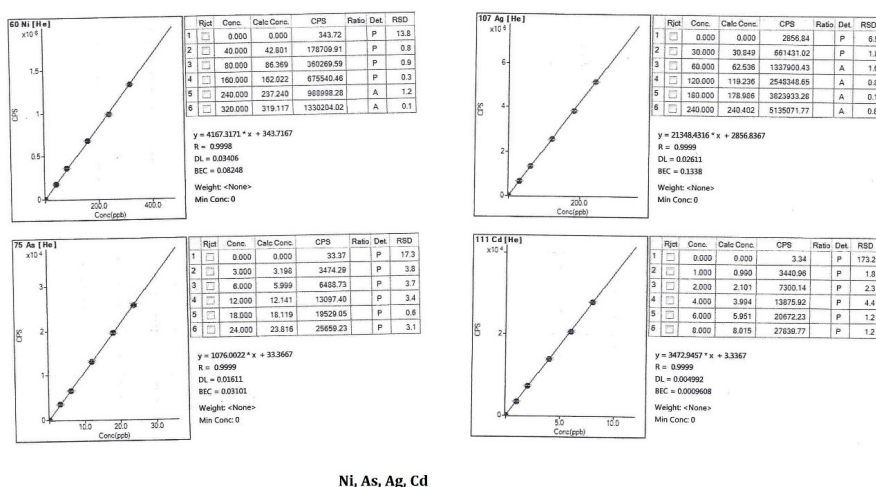 60 Ni [He]
x10 6
1.5-
1-
0.5-
0-
CPS
200.0 400.0
Conc(ppb)
Rjct Conc. Calc Conc. CPS Ratio Det. RSD
1 0.000 0.000 343.72 P 13.8
2 40.000 42.801 178709.91 P 0.8
3 80.000 86.369 360269.59 P 0.9
4 160.000 162.022 675540.46 P 0.3
5 240.000 237.240 988998.28 A 1.2
6 320.000 319.117 1330204.02 A 0.1
y = 4167.3171 * x + 343.7167
R = 0.9998
DL = 0.03406
BEC = 0.08248
Weight: <None>
Min Conc: 0
107 Ag [He]
x10 6
6-
4-
2-
0-
CPS
200.0
Conc(ppb)
Rjct Conc. Calc Conc. CPS Ratio Det. RSD
1 0.000 0.000 2856.84 P 6.5
2 30.000 30.849 661431.02 P 1.8
3 60.000 62.536 1337900.43 A 1.6
4 120.000 119.236 2548348.65 A 0.8
5 180.000 178.986 3823933.28 A 0.1
6 240.000 240.402 5135071.77 A 0.8
y = 21348.4316 * x + 2856.8367
R = 0.9999
DL = 0.02611
BEC = 0.1338
Weight: <None>
Min Conc: 0
75 As [He]
x10 4
3-
2-
1-
0-
CPS
10.0 20.0 30.0
Conc(ppb)
Rjct Conc. Calc Conc. CPS Ratio Det. RSD
1 0.000 0.000 33.37 P 17.3
2 3.000 3.198 3474.29 P 3.8
3 6.000 5.999 6488.73 P 3.7
4 12.000 12.141 13097.40 P 3.4
5 18.000 18.119 19529.05 P 0.6
6 24.000 23.816 25659.23 P 3.1
y = 1076.0022 * x + 33.3667
R = 0.9999
DL = 0.01611
BEC = 0.03101
Weight: <None>
Min Conc: 0
111 Cd [He]
x10 4
2-
0-
CPS
5.0 10.0
Conc(ppb)
Rjct Conc. Calc Conc. CPS Ratio Det. RSD
1 0.000 0.000 3.34 P 173.2
2 1.000 0.990 3440.96 P 1.8
3 2.000 2.101 7300.14 P 2.3
4 4.000 3.994 13875.92 P 4.4
5 6.000 5.951 20672.23 P 1.2
6 8.000 8.015 27839.77 P 1.2
y = 3472.9457 * x + 3.3367
R = 0.9999
DL = 0.004992
BEC = 0.0009608
Weight: <None>
Min Conc: 0
Ni, As, Ag, Cd